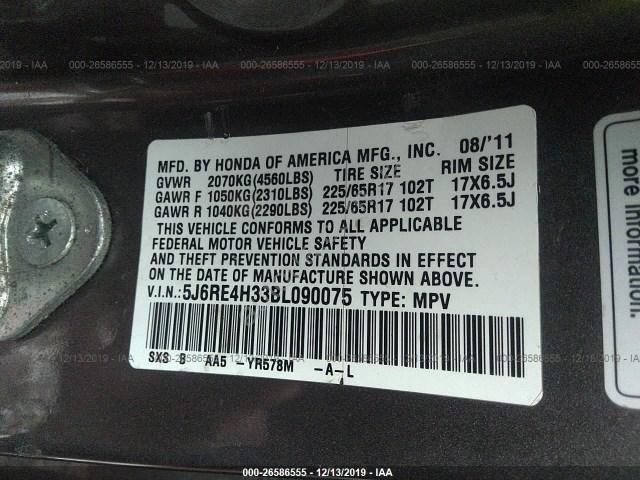 000-26586555 - 12/13/2019 - IAA
000-26586555 - 12/13/2019 - IAA
000-26586555 - 12/13/2019 - IAA
MFD. BY HONDA OF AMERICA MFG., INC. 08/'11
GVWR 2070KG(4560LBS) TIRE SIZE RIM SIZE
GAWR F 1050KG(2310LBS) 225/65R17 102T 17X6.5J
GAWR R 1040KG(2290LBS) 225/65R17 102T 17X6.5J
THIS VEHICLE CONFORMS TO ALL APPLICABLE
FEDERAL MOTOR VEHICLE SAFETY
AND THEFT PREVENTION STANDARDS IN EFFECT
ON THE DATE OF MANUFACTURE SHOWN ABOVE.
V.I.N.:5J6RE4H33BL090075 TYPE: MPV
SXS B AA5 -YR578M -A-L
more information.
000-26586555 - 12/13/2019 - IAA